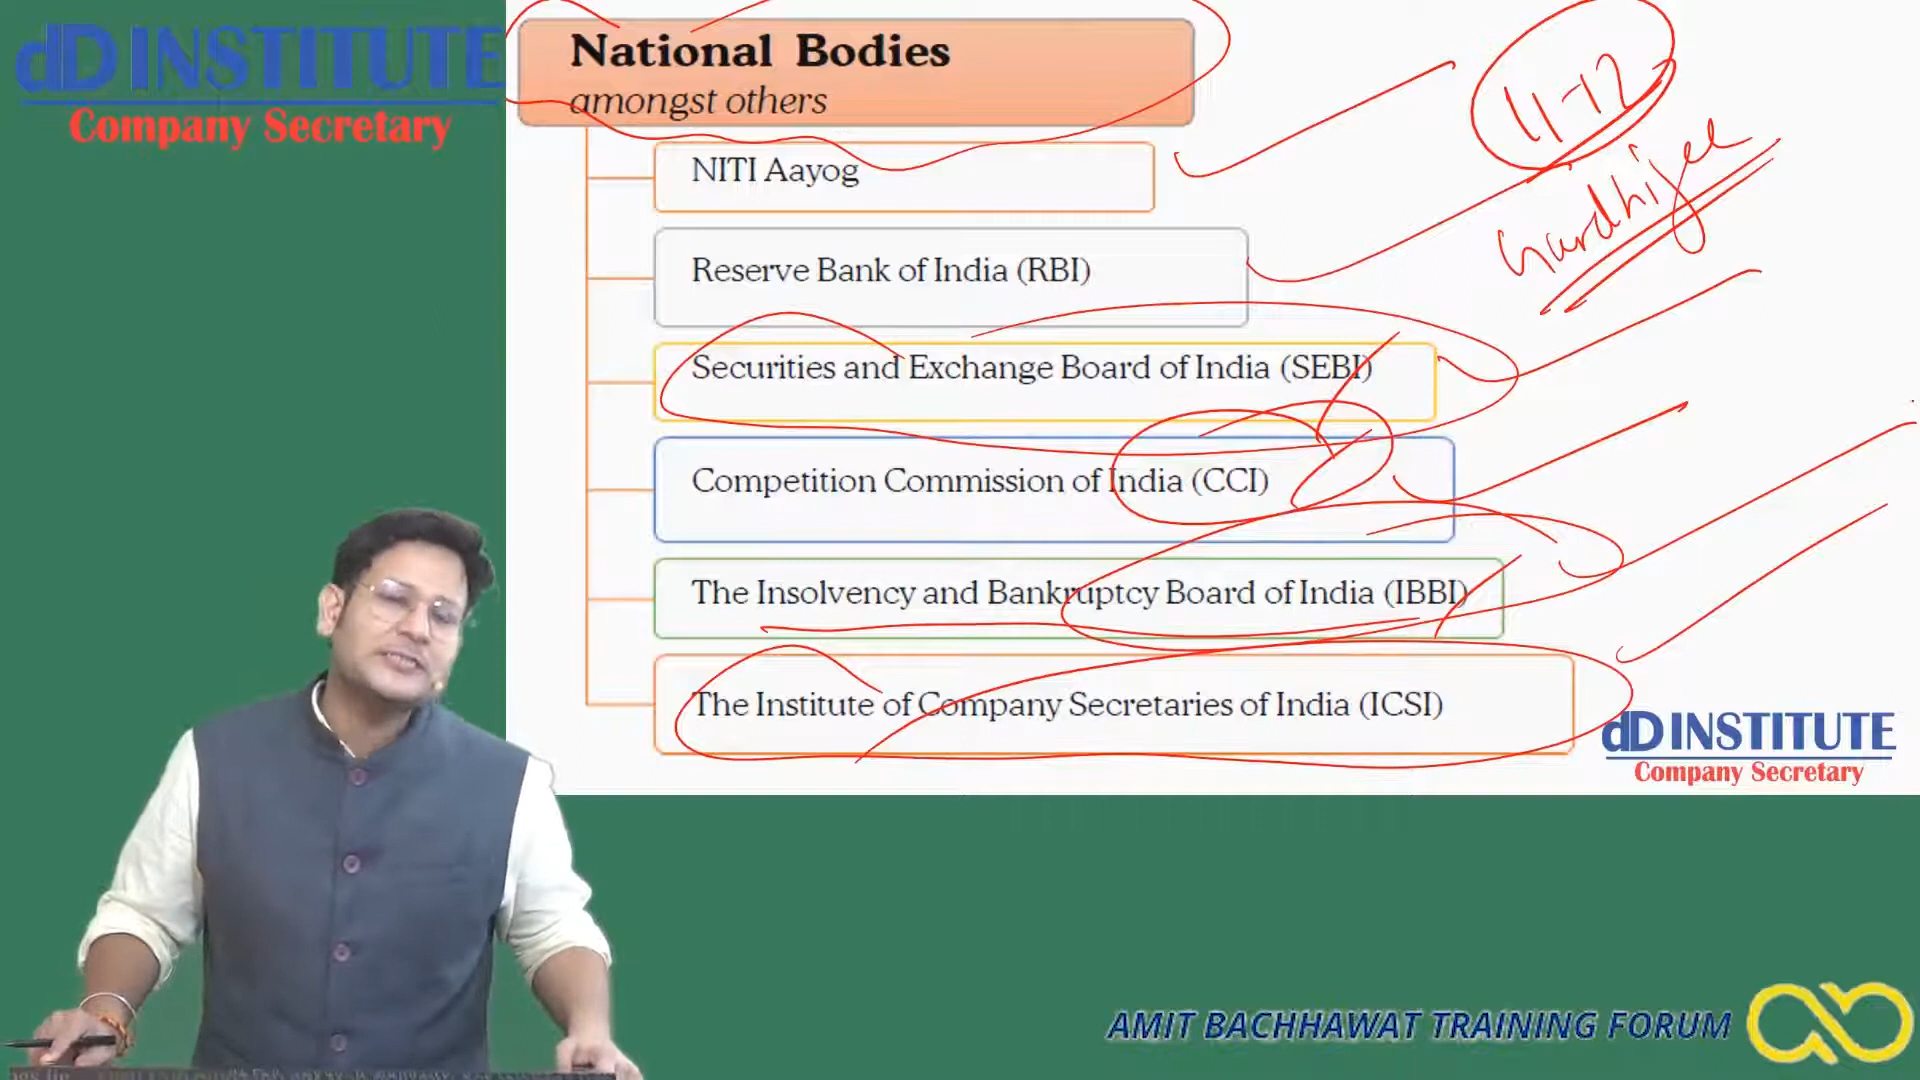 dD INSTITUTE
Company Secretary
National Bodies
amongst others
11-12
NITI Aayog
Reserve Bank of India (RBI)
Securities and Exchange Board of India (SEBI)
Competition Commission of India (CCI)
The Insolvency and Bankruptcy Board of India (IBBI)
The Institute of Company Secretaries of India (ICSI)
dD INSTITUTE
Company Secretary
AMIT BACHHAWAT TRAINING FORUM